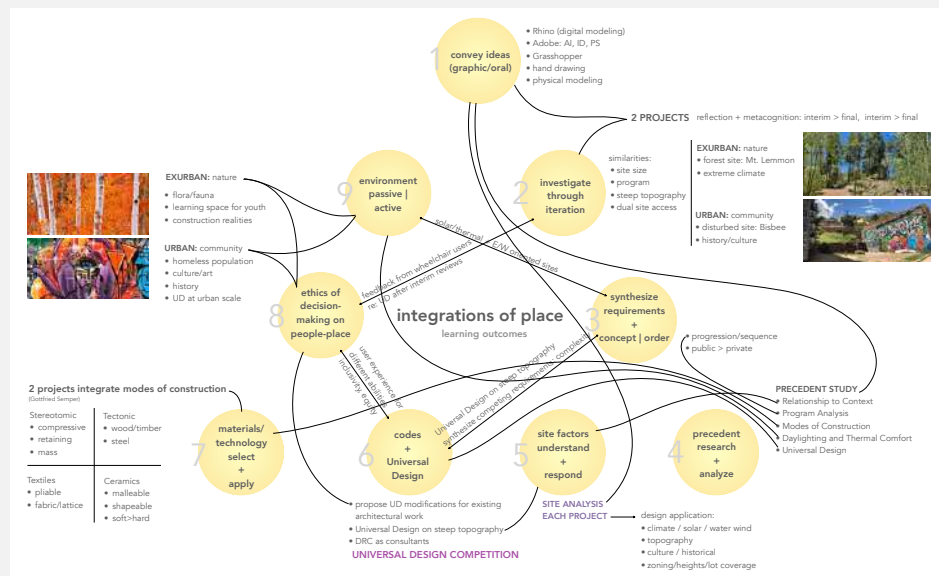 1
convey ideas
(graphic/oral)
• Rhino (digital modeling)
• Adobe: AI, ID, PS
• Grasshopper
• hand drawing
• physical modeling
2 PROJECTS reflection + metacognition: interim > final, interim > final
EXURBAN: nature
• forest site: Mt. Lemmon
• extreme climate
URBAN: community
• disturbed site: Bisbee
• history/culture
similarities:
• site size
• program
• steep topography
• dual site access
2
investigate
through
iteration
9
environment
passive |
active
EXURBAN: nature
• flora/fauna
• learning space for youth
• construction realities
URBAN: community
• homeless population
• culture/art
• history
• UD at urban scale
solar/thermal - E/W oriented sites
feedback from wheelchair users
re: UD after interim reviews
8
ethics of
decision-
making on
people-place
integrations of place
learning outcomes
3
synthesize
requirements
+
concept | order
• progression/sequence
• public > private
user experience for
different abilities
inclusivity, equity
Universal Design on steep topography
synthesize competing requirements: complexity
2 projects integrate modes of construction
(Gottfried Semper)
Stereotomic
• compressive
• retaining
• mass
Tectonic
• wood/timber
• steel
Textiles
• pliable
• fabric/lattice
Ceramics
• malleable
• shapeable
• soft>hard
7
materials/
technology
select
+
apply
6
codes
+
Universal
Design
5
site factors
understand
+
respond
4
precedent
research
+
analyze
PRECEDENT STUDY
• Relationship to Context
• Program Analysis
• Modes of Construction
• Daylighting and Thermal Comfort
• Universal Design
• propose UD modifications for existing
architectural work
• Universal Design on steep topography
• DRC as consultants
UNIVERSAL DESIGN COMPETITION
SITE ANALYSIS
EACH PROJECT
design application:
• climate / solar / water wind
• topography
• culture / historical
• zoning/heights/lot coverage